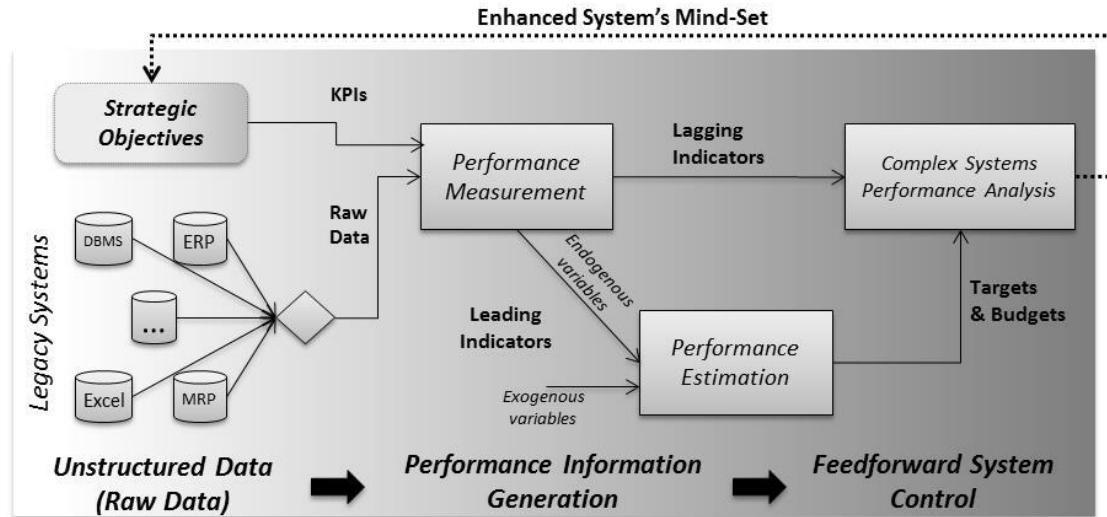 Enhanced System's Mind-Set
Strategic
Objectives
KPIs
Performance
Measurement
Lagging
Indicators
Complex Systems
Performance Analysis
Raw
Data
Legacy Systems
DBMS
ERP
...
Excel
MRP
Endogenous
variables
Leading
Indicators
Exogenous
variables
Performance
Estimation
Targets
& Budgets
Unstructured Data
(Raw Data)
Performance Information
Generation
Feedforward System
Control